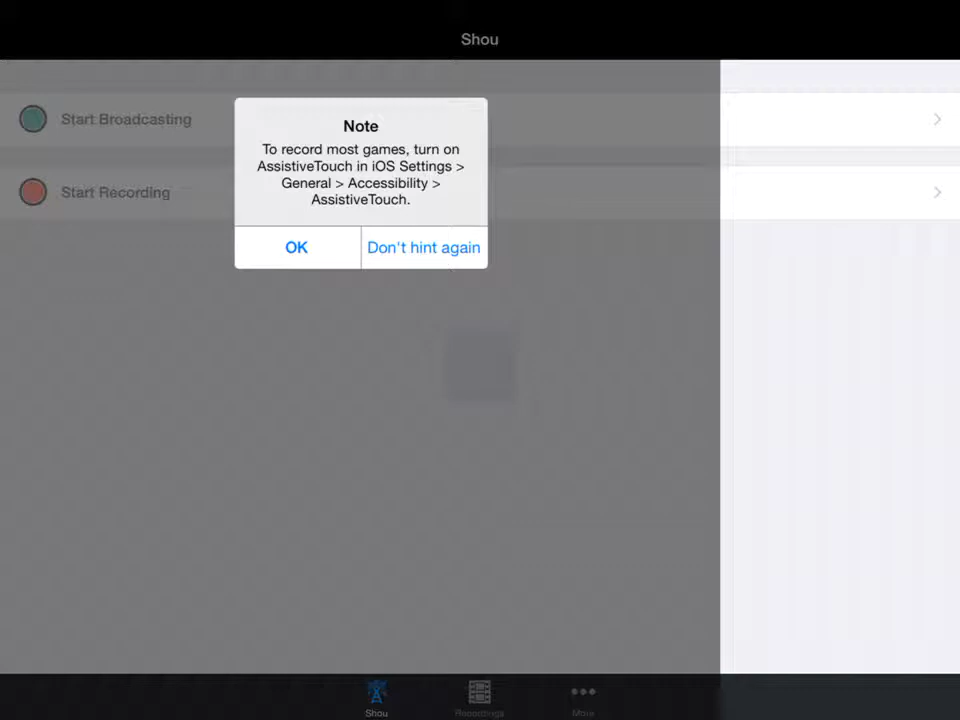 Shou
Start Broadcasting
Note
To record most games, turn on
AssistiveTouch in iOS Settings >
General > Accessibility >
AssistiveTouch.
Start Recording
OK
Don't hint again
Shou
Recordings
More